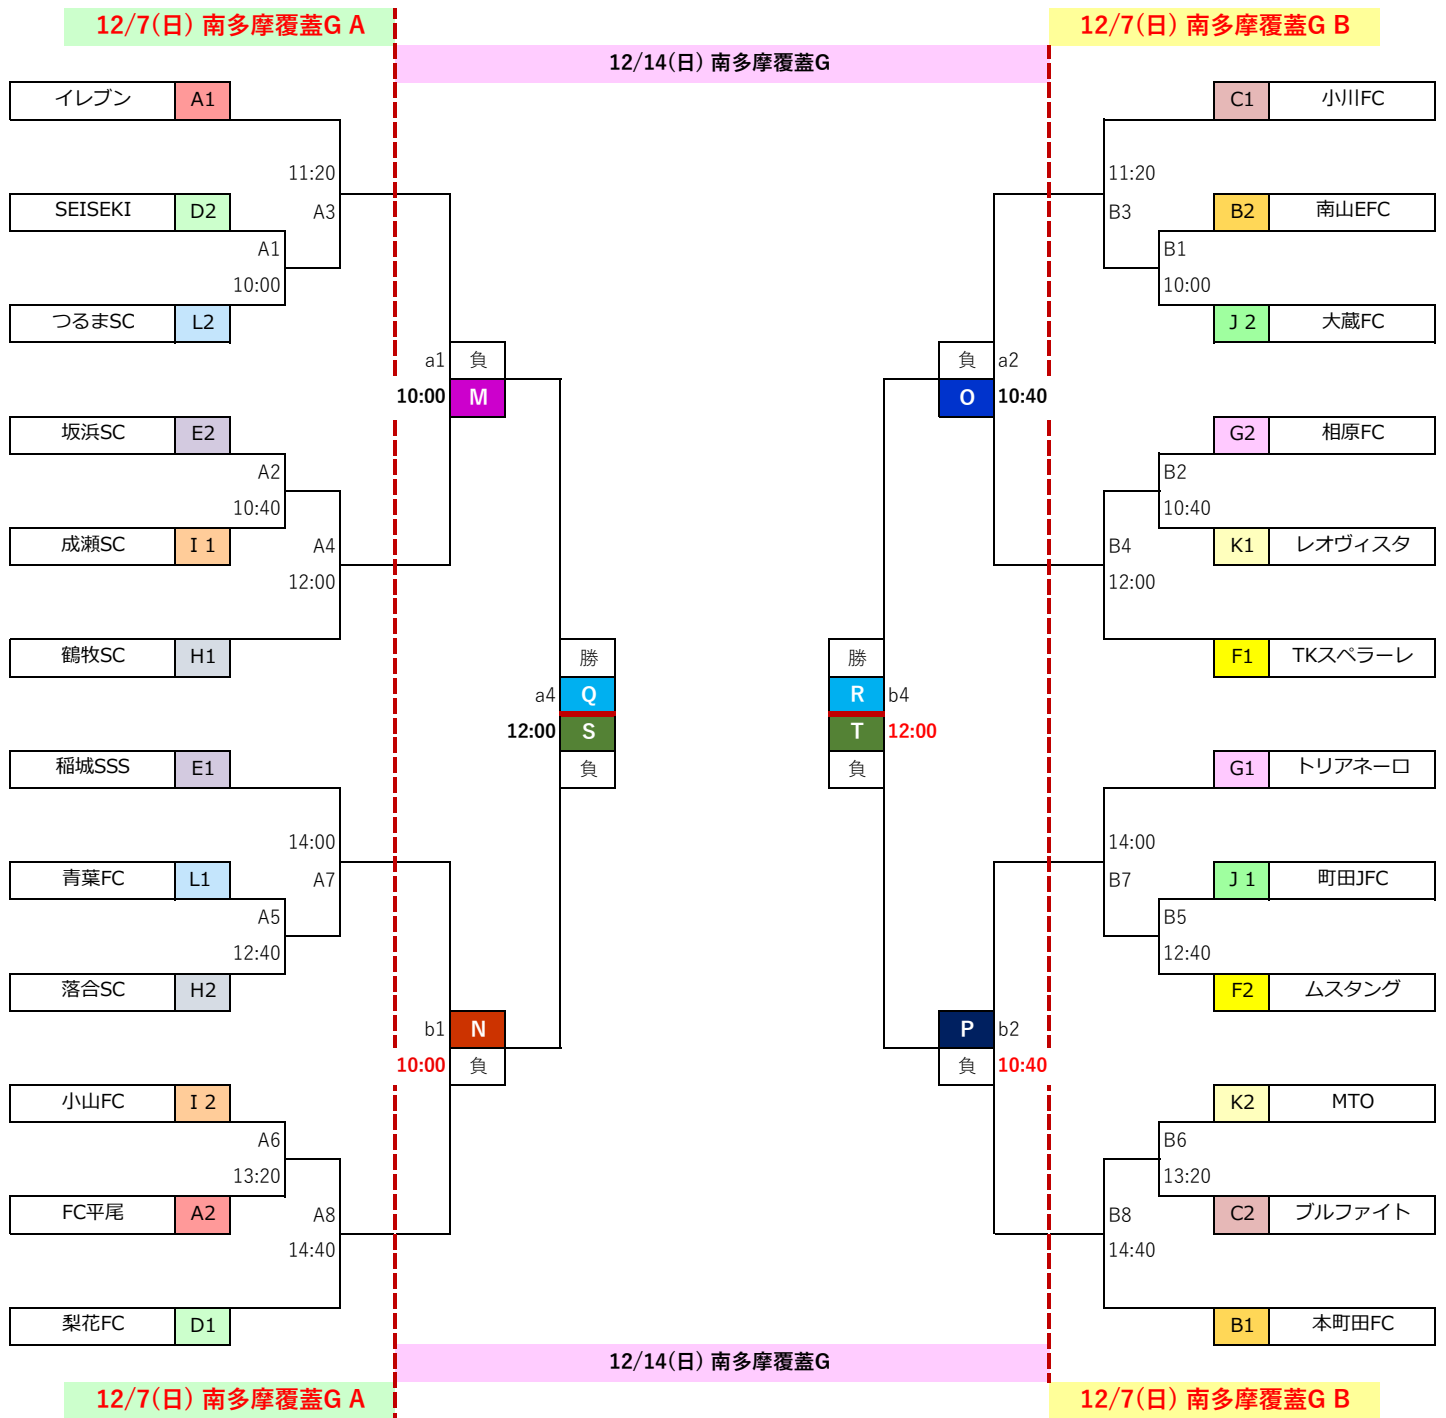 12/7(日) 南多摩覆蓋G A
12/7(日) 南多摩覆蓋G B
12/14(日) 南多摩覆蓋G
イレブン A1
C1 小川FC
11:20
11:20
SEISEKI D2
A3
B3
B2 南山EFC
A1
B1
10:00
10:00
つるまSC L2
J 2 大蔵FC
a1 負
負 a2
10:00 M
O 10:40
坂浜SC E2
G2 相原FC
A2
B2
10:40
10:40
成瀬SC I 1
A4
B4
K1 レオヴィスタ
12:00
12:00
鶴牧SC H1
勝
勝
F1 TKスペラーレ
a4 Q
R b4
12:00 S
T 12:00
稲城SSS E1
負
負
G1 トリアネーロ
14:00
14:00
青葉FC L1
A7
B7
J 1 町田JFC
A5
B5
12:40
12:40
落合SC H2
F2 ムスタング
b1 N
P b2
10:00 負
負 10:40
小山FC I 2
K2 MTO
A6
B6
13:20
13:20
FC平尾 A2
A8
B8
C2 ブルファイト
14:40
14:40
梨花FC D1
B1 本町田FC
12/14(日) 南多摩覆蓋G
12/7(日) 南多摩覆蓋G A
12/7(日) 南多摩覆蓋G B